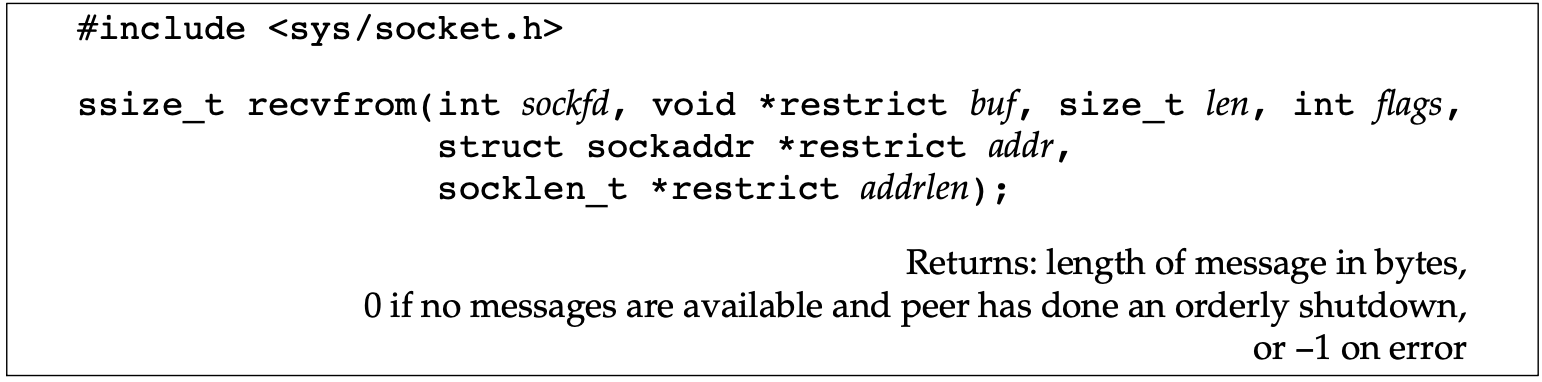 #include <sys/socket.h>
ssize_t recvfrom(int sockfd, void *restrict buf, size_t len, int flags,
struct sockaddr *restrict addr,
socklen_t *restrict addrlen);
Returns: length of message in bytes,
0 if no messages are available and peer has done an orderly shutdown,
or –1 on error